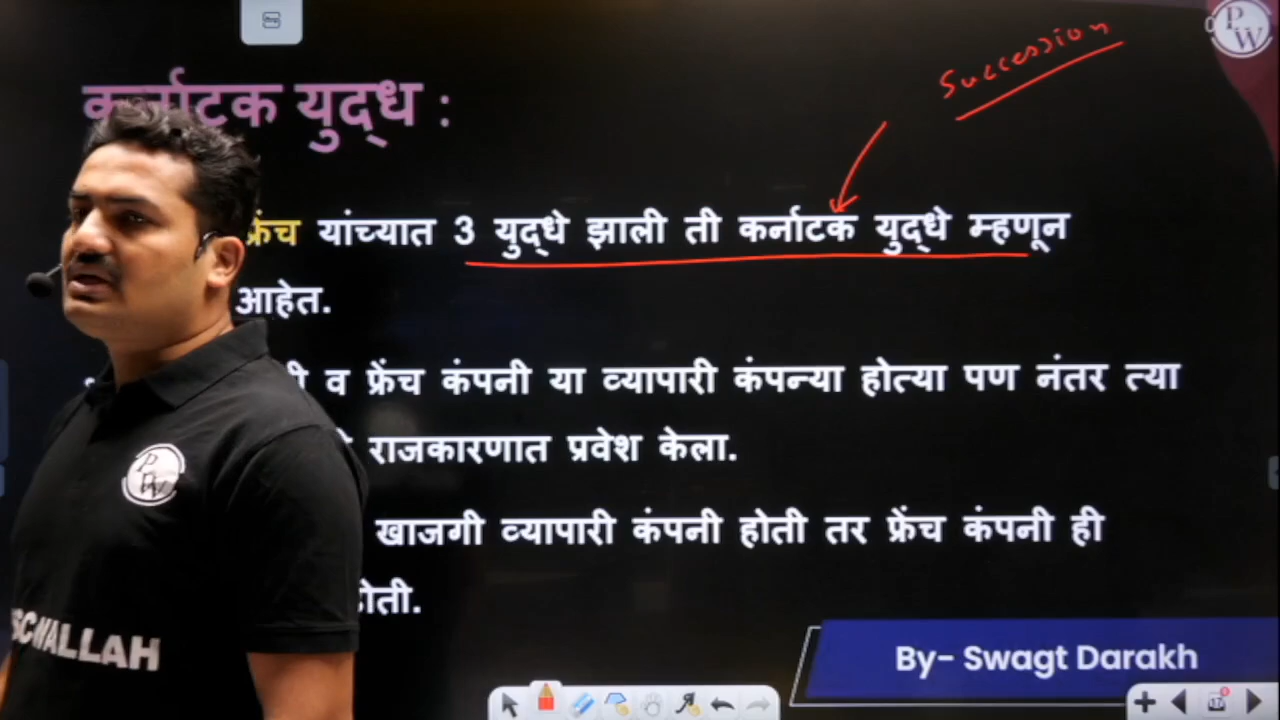 Succession
PW
कर्नाटक युद्ध :
फ्रेंच यांच्यात 3 युद्धे झाली ती कर्नाटक युद्धे म्हणून
आहेत.
व फ्रेंच कंपनी या व्यापारी कंपन्या होत्या पण नंतर त्या
राजकारणात प्रवेश केला.
खाजगी व्यापारी कंपनी होती तर फ्रेंच कंपनी ही
होती.
PW
SCWALLAH
By- Swagt Darakh